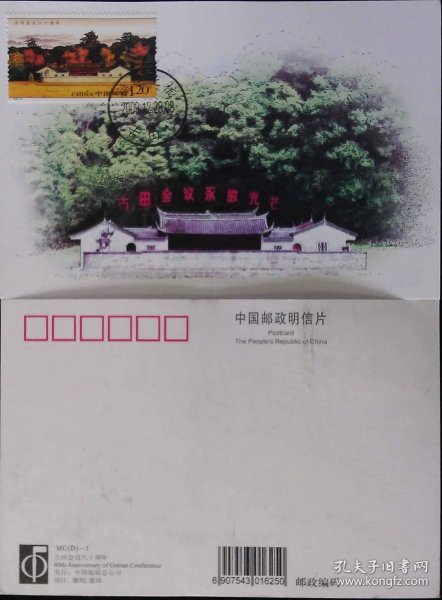 古田会议八十周年
1.20
CHINA 中国邮政
2009.12.28.08
古田会议永放光芒
中国邮政明信片
Postcard
The People's Republic of China
MC(D)—1
古田会议八十周年
80th Anniversary of Gutian Conference
发行：中国集邮总公司
6 907543 016250
邮政编码
孔夫子旧书网
www.kongfz.com